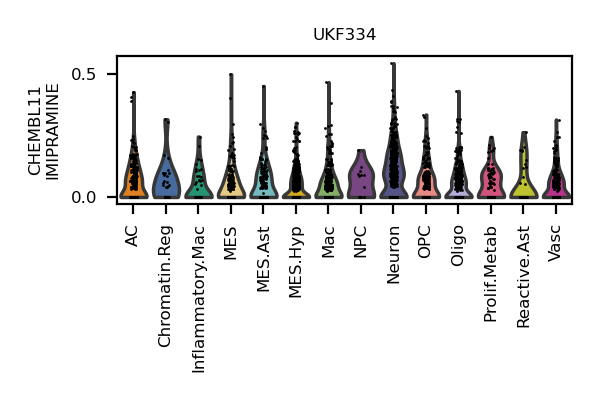 UKF334
CHEMBL11
IMIPRAMINE
0.5
0.0
AC
Chromatin.Reg
Inflammatory.Mac
MES
MES.Ast
MES.Hyp
Mac
NPC
Neuron
OPC
Oligo
Prolif.Metab
Reactive.Ast
Vasc